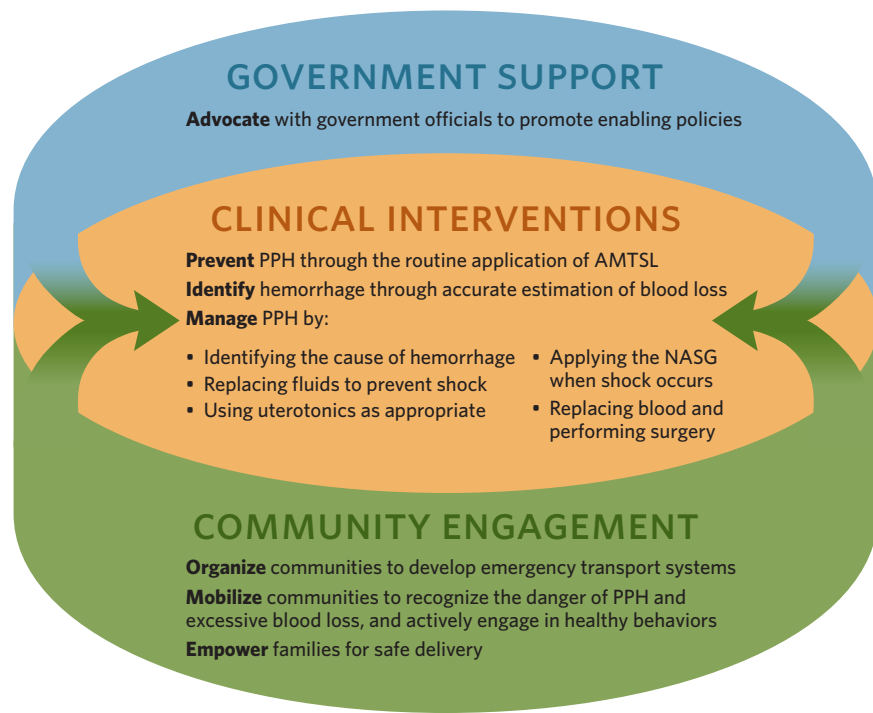 GOVERNMENT SUPPORT
Advocate with government officials to promote enabling policies
CLINICAL INTERVENTIONS
Prevent PPH through the routine application of AMTSL
Identify hemorrhage through accurate estimation of blood loss
Manage PPH by:
• Identifying the cause of hemorrhage
• Replacing fluids to prevent shock
• Using uterotonics as appropriate
• Applying the NASG
when shock occurs
• Replacing blood and
performing surgery
COMMUNITY ENGAGEMENT
Organize communities to develop emergency transport systems
Mobilize communities to recognize the danger of PPH and
excessive blood loss, and actively engage in healthy behaviors
Empower families for safe delivery